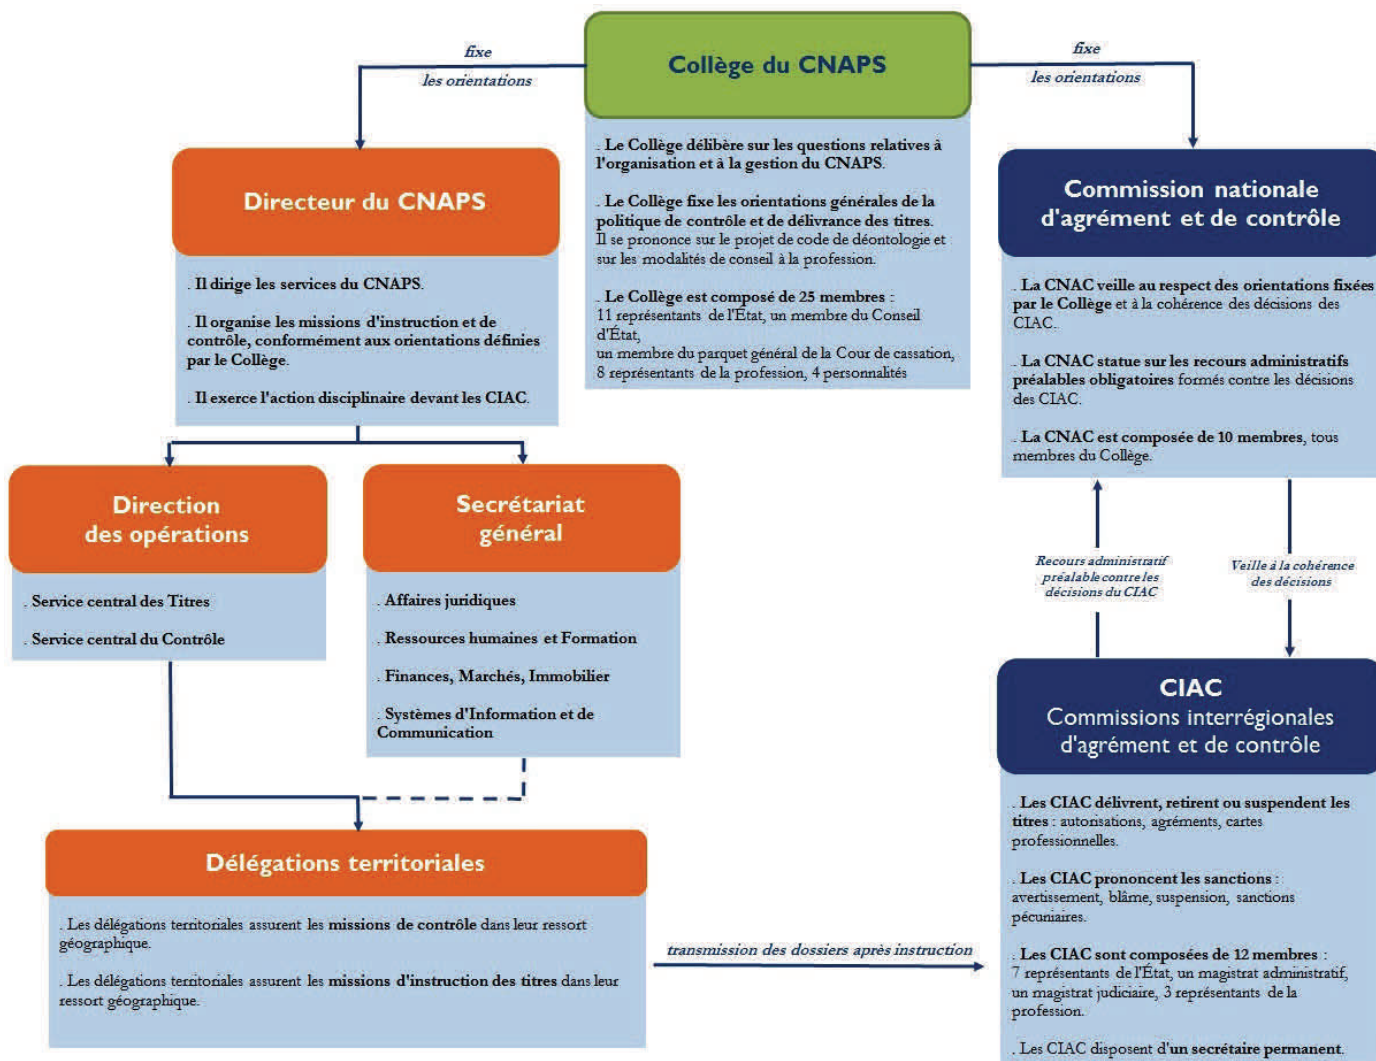 fixe
les orientations
Collège du CNAPS
fixe
les orientations
. Le Collège délibère sur les questions relatives à
l'organisation et à la gestion du CNAPS.
. Le Collège fixe les orientations générales de la
politique de contrôle et de délivrance des titres.
Il se prononce sur le projet de code de déontologie et
sur les modalités de conseil à la profession.
. Le Collège est composé de 25 membres :
11 représentants de l'État, un membre du Conseil
d'État,
un membre du parquet général de la Cour de cassation,
8 représentants de la profession, 4 personnalités
Directeur du CNAPS
. Il dirige les services du CNAPS.
. Il organise les missions d'instruction et de
contrôle, conformément aux orientations définies
par le Collège.
. Il exerce l'action disciplinaire devant les CIAC.
Commission nationale
d'agrément et de contrôle
. La CNAC veille au respect des orientations fixées
par le Collège et à la cohérence des décisions des
CIAC.
. La CNAC statue sur les recours administratifs
préalables obligatoires formés contre les décisions
des CIAC.
. La CNAC est composée de 10 membres, tous
membres du Collège.
Direction
des opérations
. Service central des Titres
. Service central du Contrôle
Secrétariat
général
. Affaires juridiques
. Ressources humaines et Formation
. Finances, Marchés, Immobilier
. Systèmes d'Information et de
Communication
Recours administratif
préalable contre les
décisions du CIAC
Veille à la cohérence
des décisions
Délégations territoriales
. Les délégations territoriales assurent les missions de contrôle dans leur ressort
géographique.
. Les délégations territoriales assurent les missions d'instruction des titres dans leur
ressort géographique.
transmission des dossiers après instruction
CIAC
Commissions interrégionales
d'agrément et de contrôle
. Les CIAC délivrent, retirent ou suspendent les
titres : autorisations, agréments, cartes
professionnelles.
. Les CIAC prononcent les sanctions :
avertissement, blâme, suspension, sanctions
pécuniaires.
. Les CIAC sont composées de 12 membres :
7 représentants de l'État, un magistrat administratif,
un magistrat judiciaire, 3 représentants de la
profession.
. Les CIAC disposent d'un secrétaire permanent.